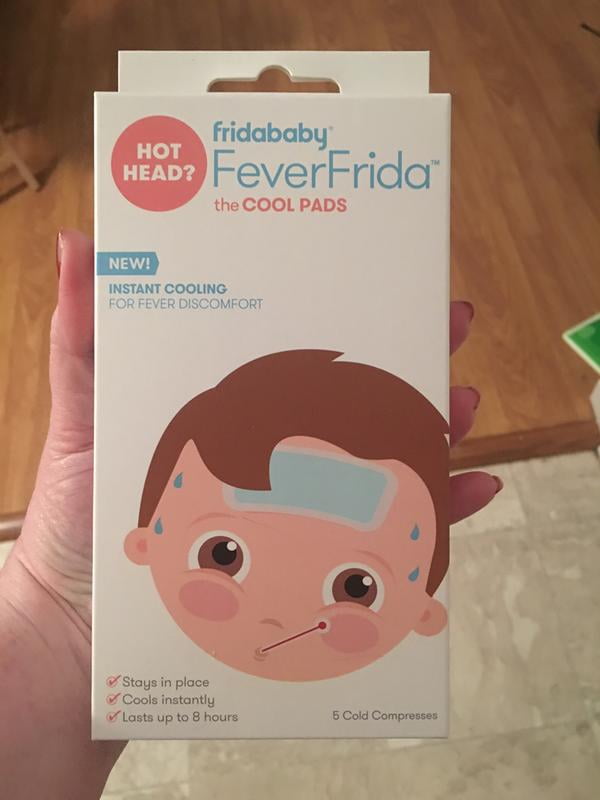 HOT
HEAD?
fridababy®
FeverFrida™
the COOL PADS
NEW!
INSTANT COOLING
FOR FEVER DISCOMFORT
Stays in place
Cools instantly
Lasts up to 8 hours
5 Cold Compresses